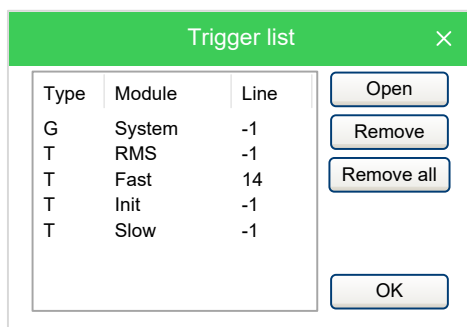 Trigger list
Type Module Line
G System -1
T RMS -1
T Fast 14
T Init -1
T Slow -1
Open
Remove
Remove all
OK